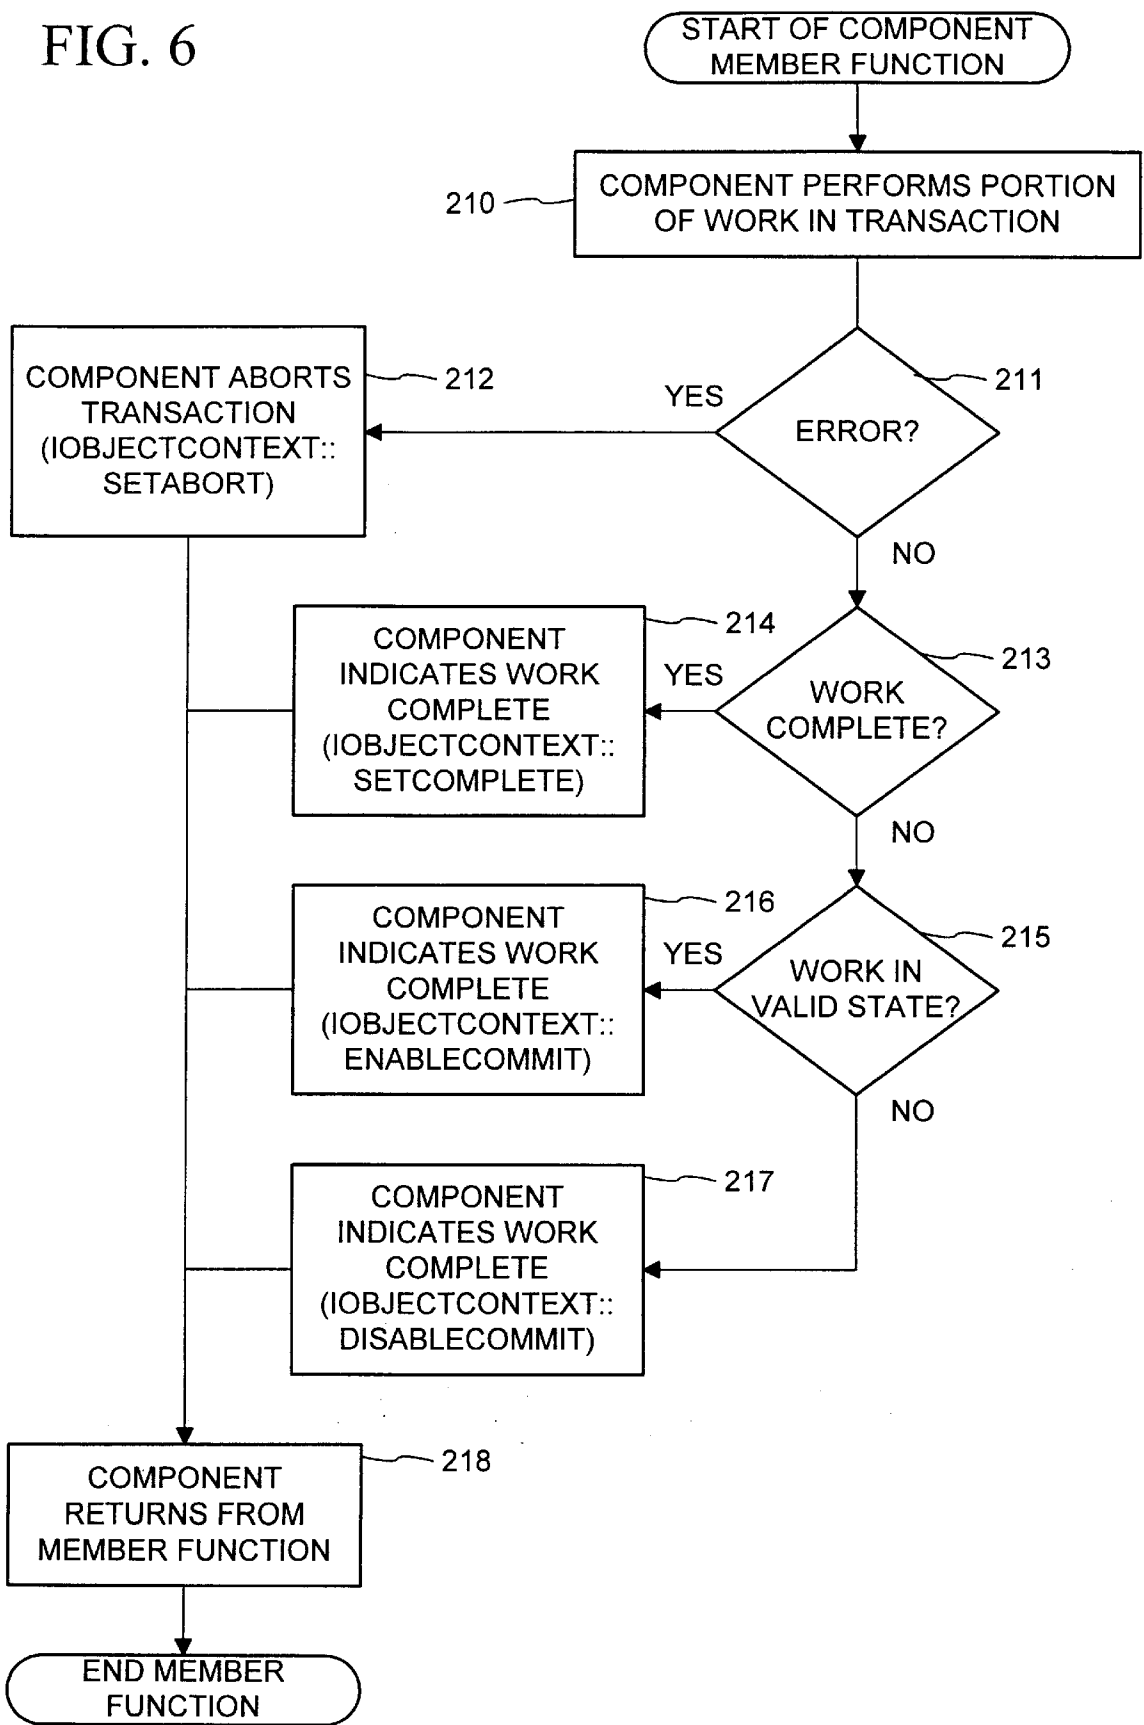 FIG. 6
START OF COMPONENT
MEMBER FUNCTION
210
COMPONENT PERFORMS PORTION
OF WORK IN TRANSACTION
211
YES
ERROR?
NO
COMPONENT ABORTS
TRANSACTION
(IOBJECTCONTEXT::
SETABORT)
212
213
YES
WORK
COMPLETE?
NO
COMPONENT
INDICATES WORK
COMPLETE
(IOBJECTCONTEXT::
SETCOMPLETE)
214
215
YES
WORK IN
VALID STATE?
NO
COMPONENT
INDICATES WORK
COMPLETE
(IOBJECTCONTEXT::
ENABLECOMMIT)
216
COMPONENT
INDICATES WORK
COMPLETE
(IOBJECTCONTEXT::
DISABLECOMMIT)
217
COMPONENT
RETURNS FROM
MEMBER FUNCTION
218
END MEMBER
FUNCTION